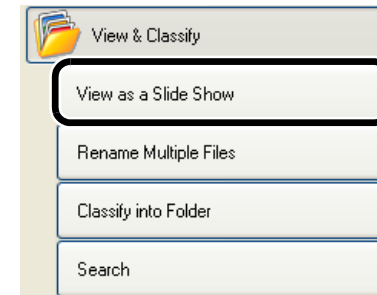 View & Classify
View as a Slide Show
Rename Multiple Files
Classify into Folder
Search